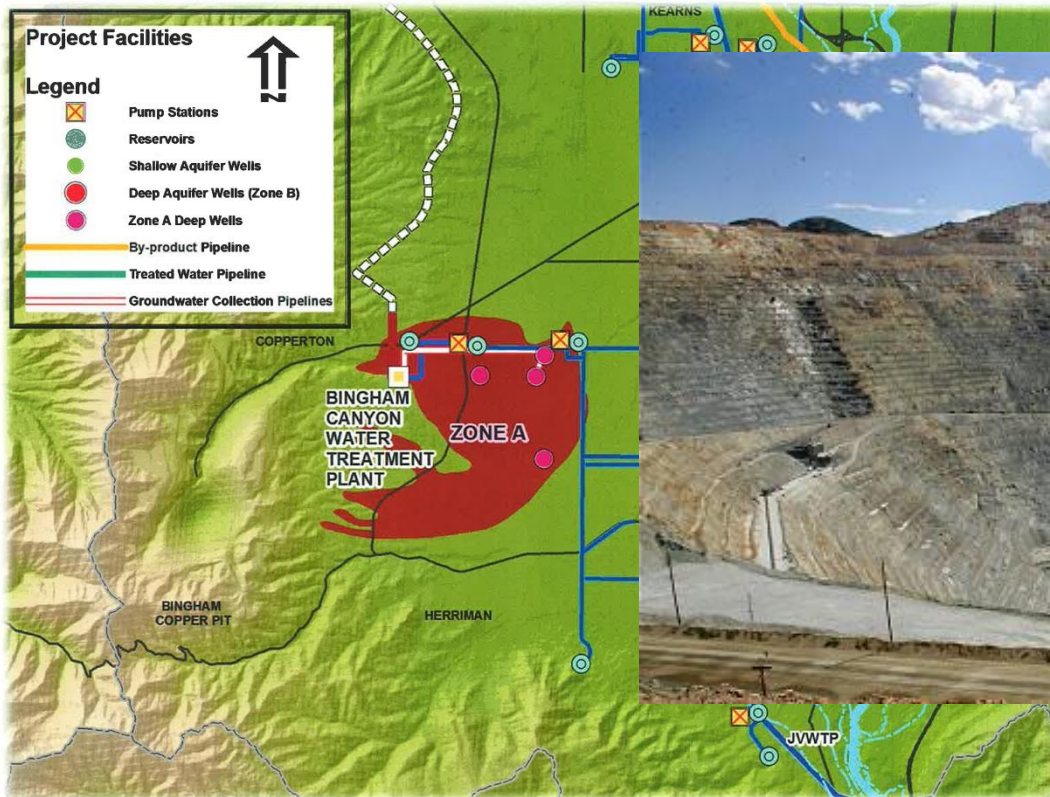 Project Facilities
N
Legend
Pump Stations
Reservoirs
Shallow Aquifer Wells
Deep Aquifer Wells (Zone B)
Zone A Deep Wells
By-product Pipeline
Treated Water Pipeline
Groundwater Collection Pipelines
KEARNS
COPPERTON
BINGHAM
CANYON
WATER
TREATMENT
PLANT
ZONE A
BINGHAM
COPPER PIT
HERRIMAN
JVWTP